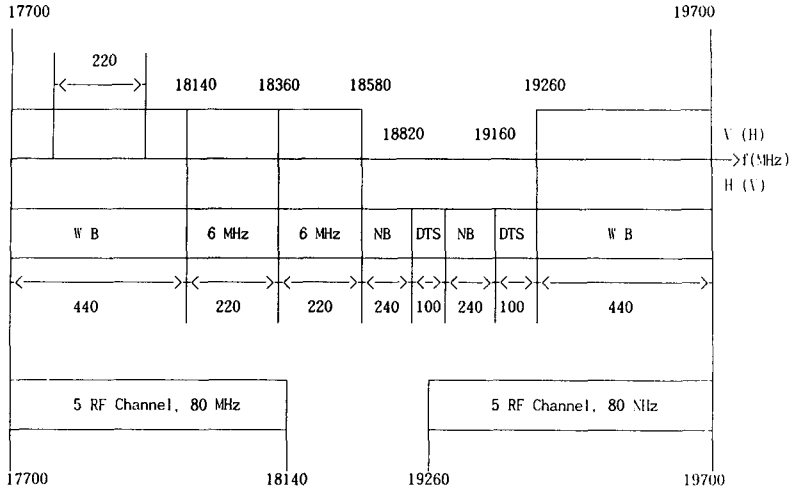 17700 19700
220
18140 18360 18580 19260
18820 19160 V (H)
f(MHz)
H (V)
W B 6 MHz 6 MHz NB DTS NB DTS W B
440 220 220 240 100 240 100 440
5 RF Channel, 80 MHz 5 RF Channel, 80 NHz
17700 18140 19260 19700